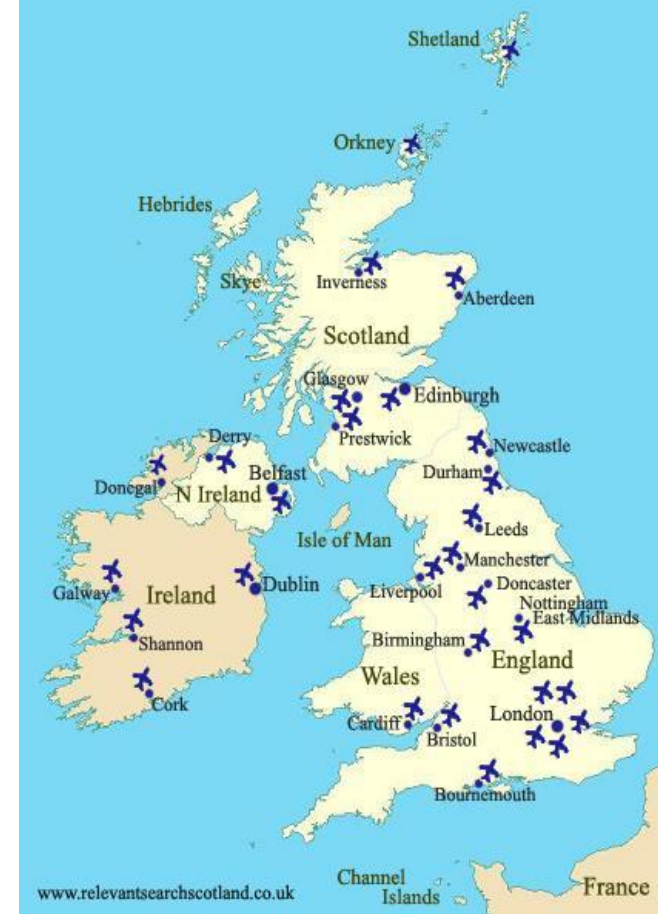 Shetland
Orkney
Hebrides
Skye
Inverness
Aberdeen
Scotland
Glasgow
Edinburgh
Prestwick
Derry
Newcastle
Donegal
N Ireland
Belfast
Durham
Isle of Man
Leeds
Manchester
Galway
Ireland
Dublin
Liverpool
Doncaster
Nottingham
East Midlands
Shannon
Birmingham
England
Wales
Cork
Cardiff
Bristol
London
Bournemouth
Channel
Islands
France
www.relevantsearchscotland.co.uk